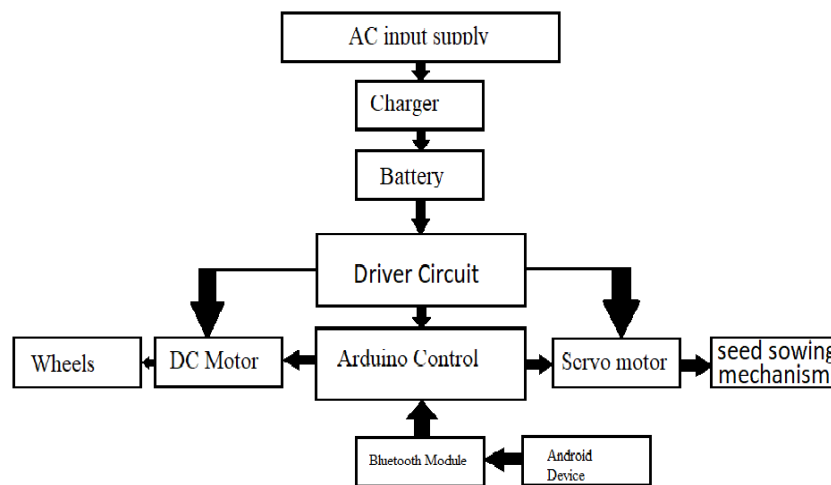 AC input supply
Charger
Battery
Driver Circuit
Wheels
DC Motor
Arduino Control
Servo motor
seed sowing
mechanism
Bluetooth Module
Android
Device